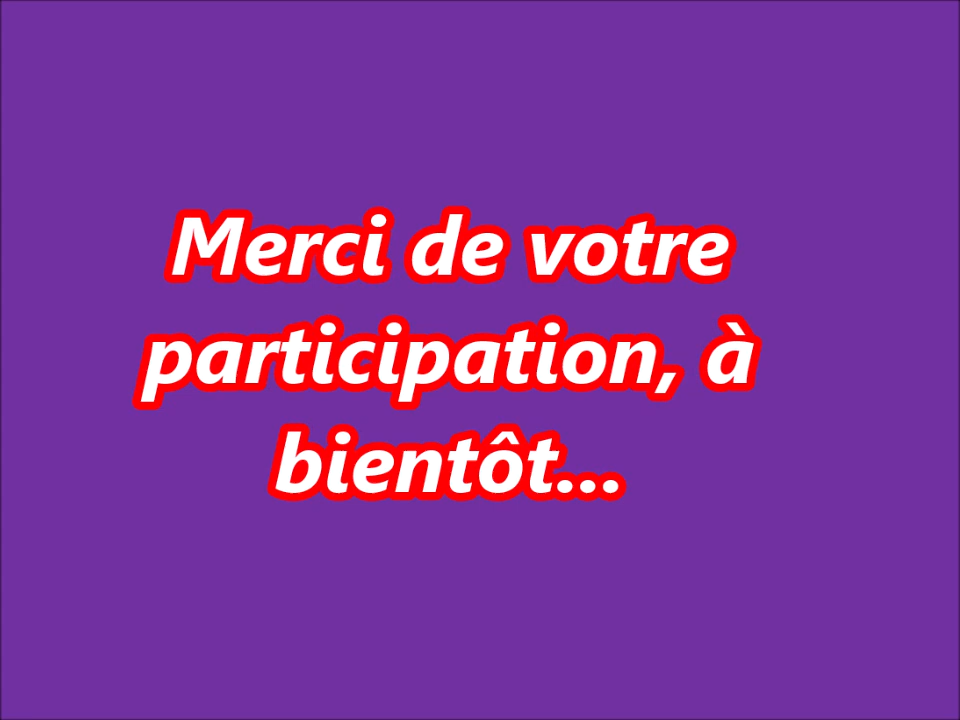 Merci de votre
participation, à
bientôt...